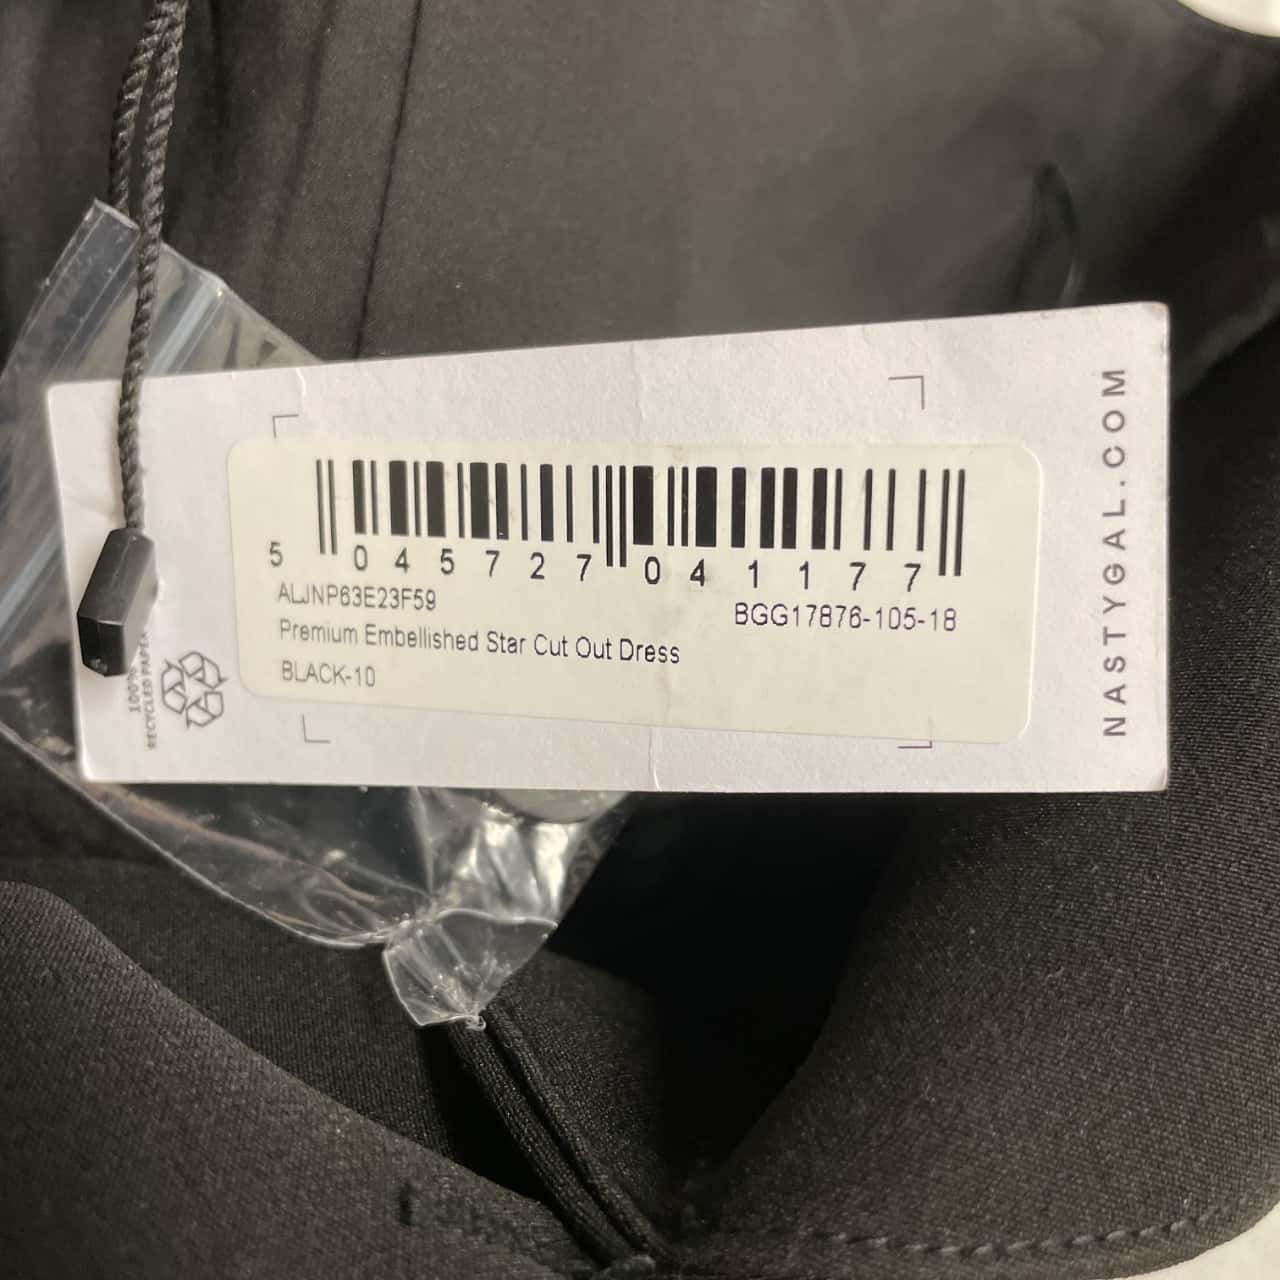 5 045727 041177
ALJNP63E23F59
BGG17876-105-18
Premium Embellished Star Cut Out Dress
BLACK-10
100%
RECYCLED PAPER
NASTYGAL.COM